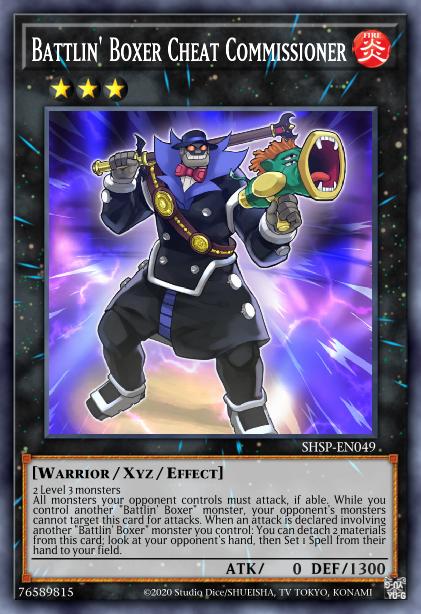 BATTLIN' BOXER CHEAT COMMISSIONER
FIRE
炎
SHSP-EN049
[WARRIOR / XYZ / EFFECT]
2 Level 3 monsters
All monsters your opponent controls must attack, if able. While you
control another "Battlin' Boxer" monster, your opponent's monsters
cannot target this card for attacks. When an attack is declared involving
another "Battlin' Boxer" monster you control: You can detach 2 materials
from this card; look at your opponent's hand, then Set 1 Spell from their
hand to your field.
ATK/ 0 DEF/1300
76589815
©2020 Studio Dice/SHUEISHA, TV TOKYO, KONAMI